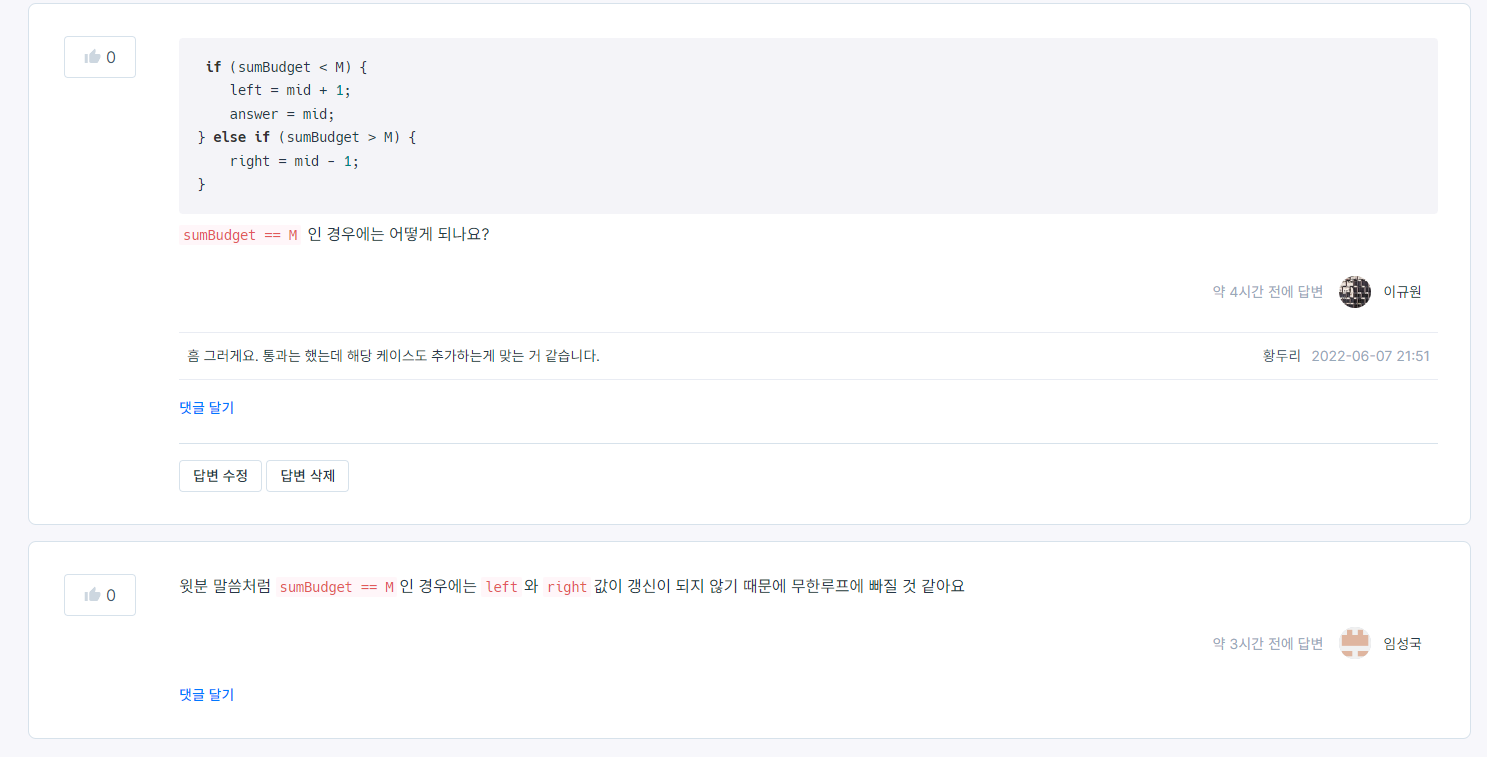 0
if (sumBudget < M) {
left = mid + 1;
answer = mid;
} else if (sumBudget > M) {
right = mid - 1;
}
sumBudget == M 인 경우에는 어떻게 되나요?
약 4시간 전에 답변 이규원
흠 그러게요. 통과는 했는데 해당 케이스도 추가하는게 맞는 거 같습니다. 황두리 2022-06-07 21:51
댓글 달기
답변 수정 답변 삭제
0
윗분 말씀처럼 sumBudget == M 인 경우에는 left 와 right 값이 갱신이 되지 않기 때문에 무한루프에 빠질 것 같아요
약 3시간 전에 답변 임성국
댓글 달기